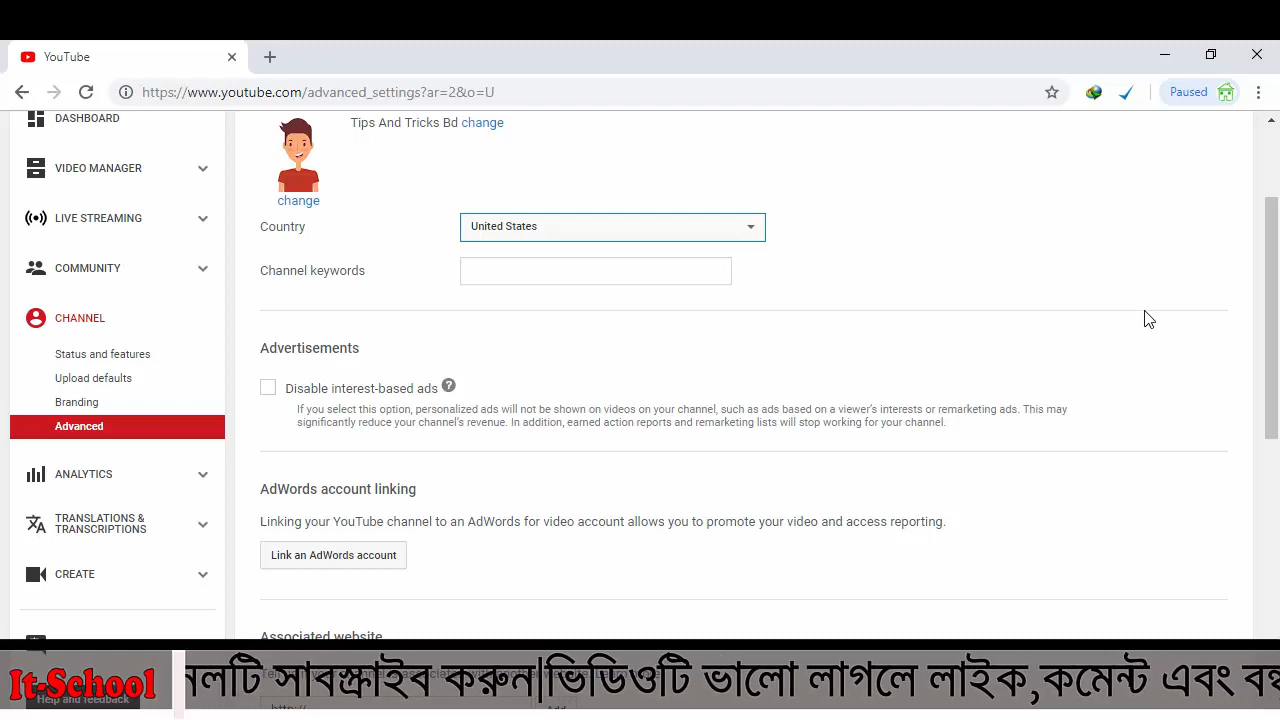 YouTube
https://www.youtube.com/advanced_settings?ar=2&o=U
Paused
DASHBOARD
VIDEO MANAGER
LIVE STREAMING
COMMUNITY
CHANNEL
Status and features
Upload defaults
Branding
Advanced
ANALYTICS
TRANSLATIONS &
TRANSCRIPTIONS
CREATE
Tips And Tricks Bd change
change
Country
United States
Channel keywords
Advertisements
Disable interest-based ads ?
If you select this option, personalized ads will not be shown on videos on your channel, such as ads based on a viewer's interests or remarketing ads. This may
significantly reduce your channel's revenue. In addition, earned action reports and remarketing lists will stop working for your channel.
AdWords account linking
Linking your YouTube channel to an AdWords for video account allows you to promote your video and access reporting.
Link an AdWords account
Associated website
It-School
Help and feedback
সাবস্ক্রাইব করুন|ভিডিওটি ভালো লাগলে লাইক,কমেন্ট এবং
http://
Add